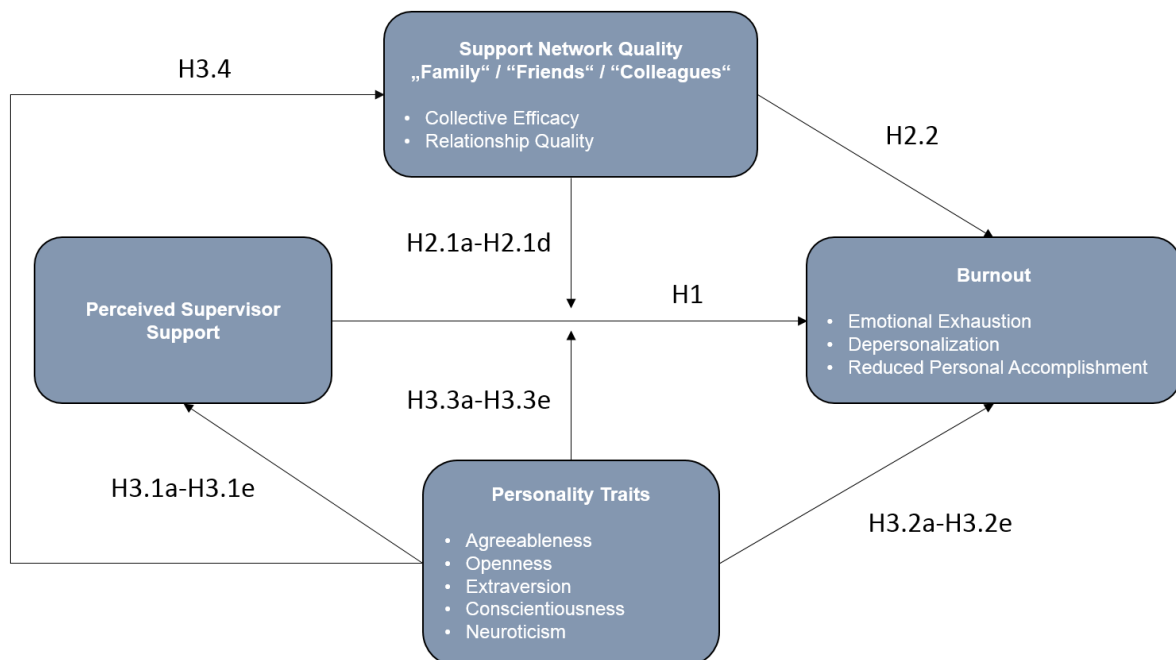 Support Network Quality
„Family“ / “Friends“ / “Colleagues“
• Collective Efficacy
• Relationship Quality
H3.4
H2.2
H2.1a-H2.1d
Perceived Supervisor
Support
H1
Burnout
• Emotional Exhaustion
• Depersonalization
• Reduced Personal Accomplishment
H3.3a-H3.3e
H3.1a-H3.1e
Personality Traits
• Agreeableness
• Openness
• Extraversion
• Conscientiousness
• Neuroticism
H3.2a-H3.2e